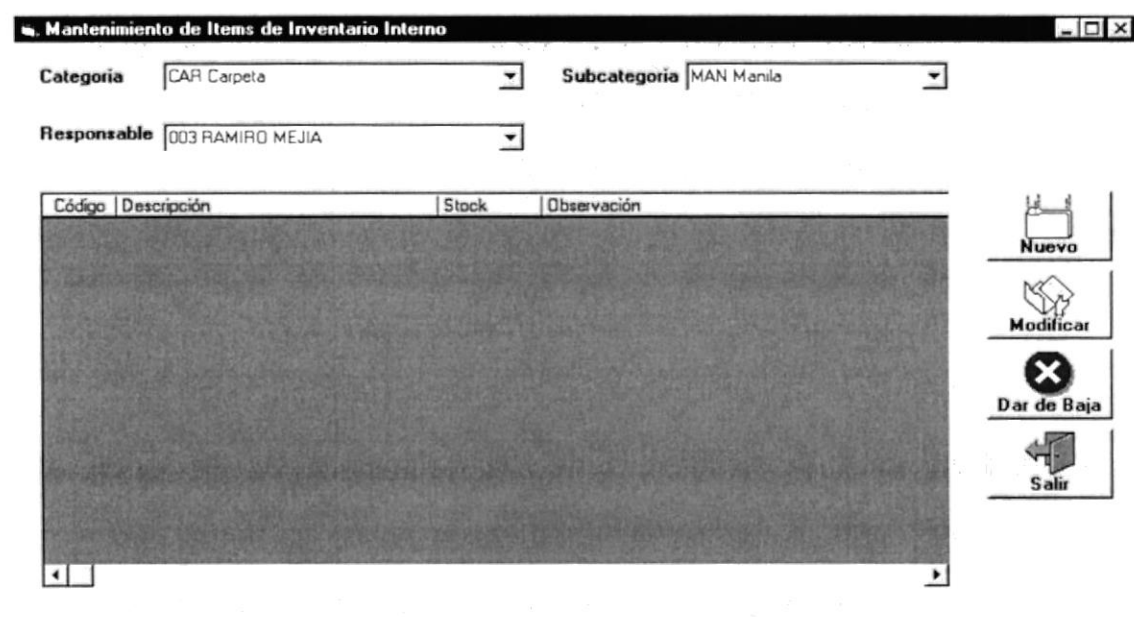 Mantenimiento de Items de Inventario Interno
Categoria CAR Carpeta Subcategoria MAN Manila
Responsable 003 RAMIRO MEJIA
Código Descripción Stock Observación
Nuevo
Modificar
Dar de Baja
Salir